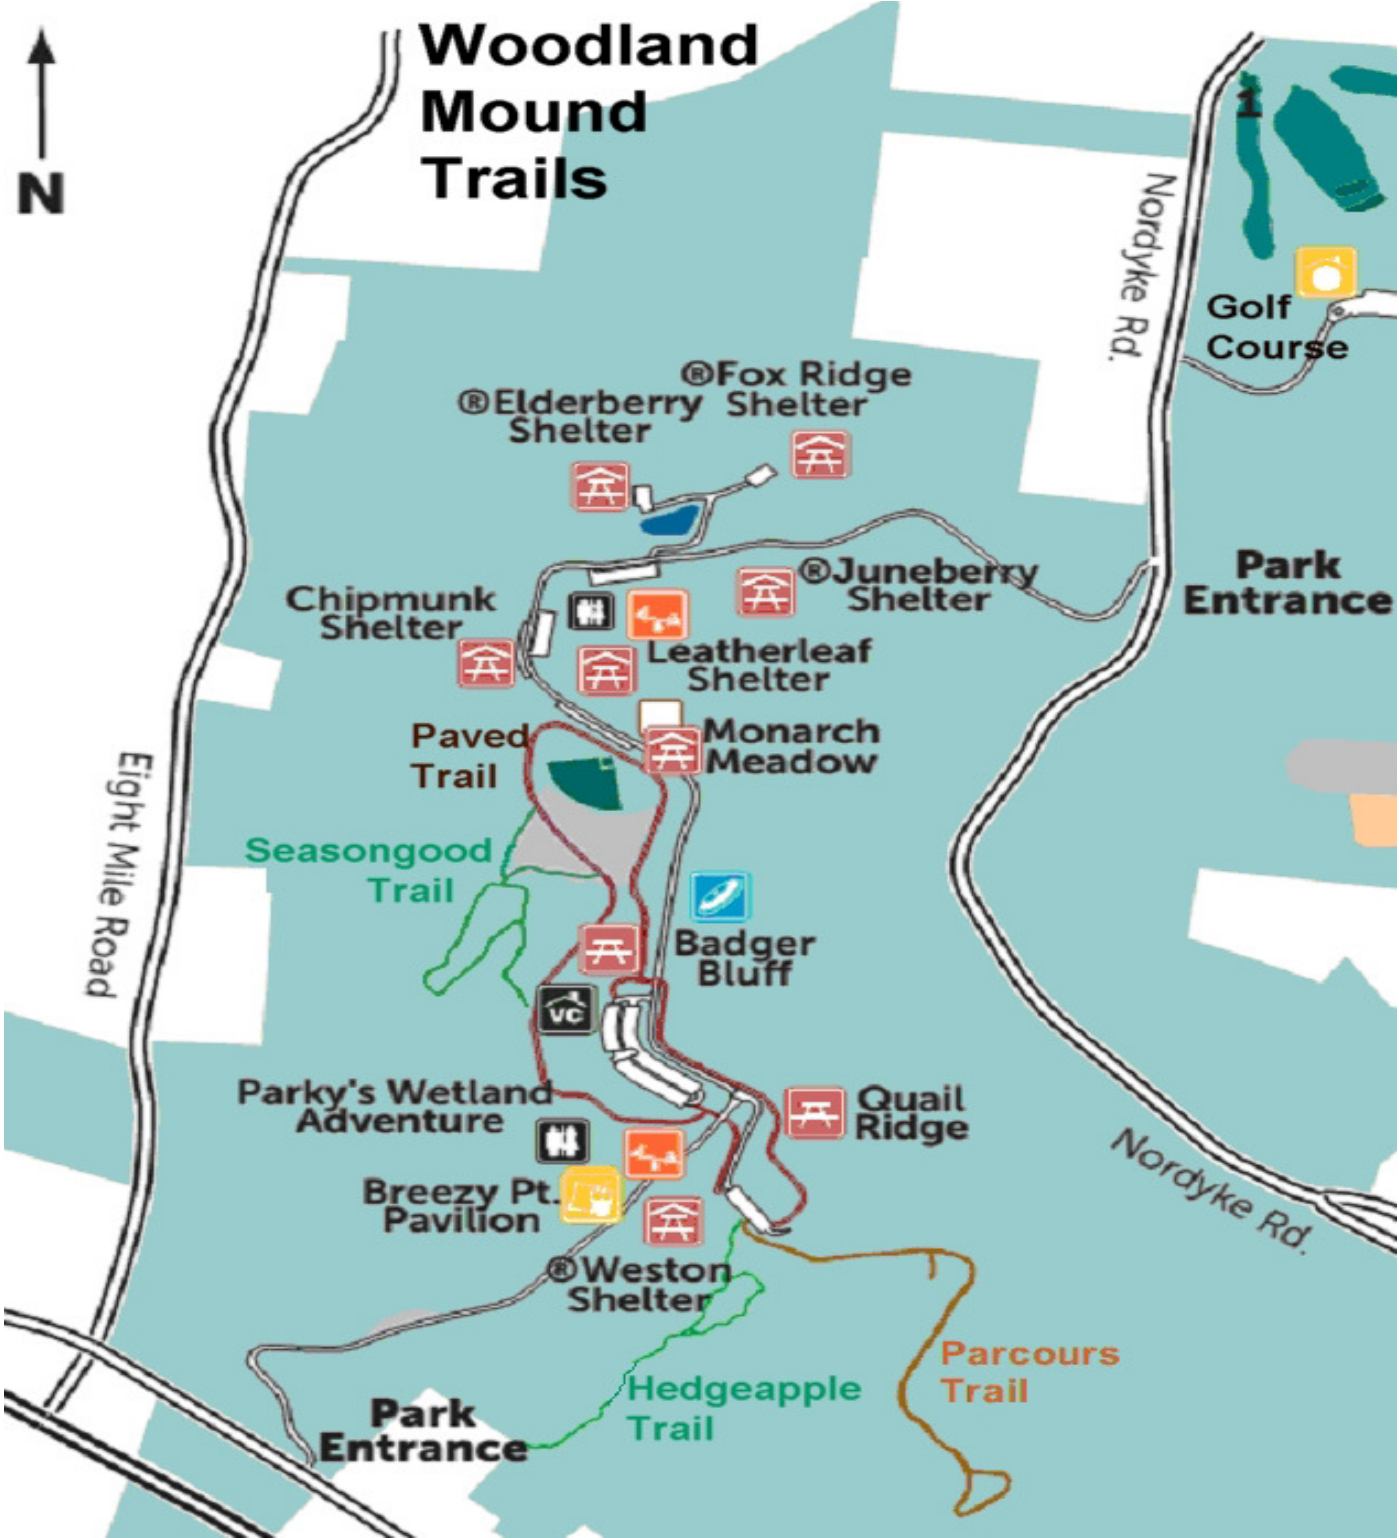 Woodland
Mound
Trails
N
1
Nordyke Rd.
Golf
Course
®Fox Ridge
Shelter
®Elderberry
Shelter
Park
Entrance
®Juneberry
Shelter
Chipmunk
Shelter
Leatherleaf
Shelter
Monarch
Meadow
Paved
Trail
Eight Mile Road
Seasongood
Trail
Badger
Bluff
VC
Parky's Wetland
Adventure
Quail
Ridge
Nordyke Rd.
Breezy Pt.
Pavilion
®Weston
Shelter
Parcours
Trail
Hedgeapple
Trail
Park
Entrance